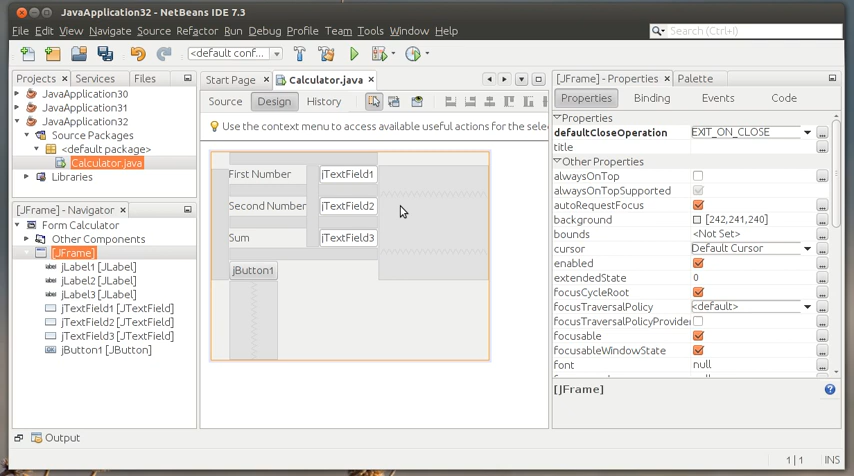 JavaApplication32 - NetBeans IDE 7.3
File Edit View Navigate Source Refactor Run Debug Profile Team Tools Window Help
Search (Ctrl+I)
<default conf...
Projects Services Files
JavaApplication30
JavaApplication31
JavaApplication32
Source Packages
<default package>
Calculator.java
Libraries
[JFrame] - Navigator
Form Calculator
Other Components
[JFrame]
jLabel1 [JLabel]
jLabel2 [JLabel]
jLabel3 [JLabel]
jTextField1 [JTextField]
jTextField2 [JTextField]
jTextField3 [JTextField]
jButton1 [JButton]
Start Page Calculator.java
Source Design History
Use the context menu to access available useful actions for the sele
First Number jTextField1
Second Number jTextField2
Sum jTextField3
jButton1
[JFrame] - Properties Palette
Properties Binding Events Code
Properties
defaultCloseOperation EXIT_ON_CLOSE
title
Other Properties
alwaysOnTop
alwaysOnTopSupported
autoRequestFocus
background [242,241,240]
bounds <Not Set>
cursor Default Cursor
enabled
extendedState 0
focusCycleRoot
focusTraversalPolicy <default>
focusTraversalPolicyProvider
focusable
focusableWindowState
font null
[JFrame]
Output
1|1 INS